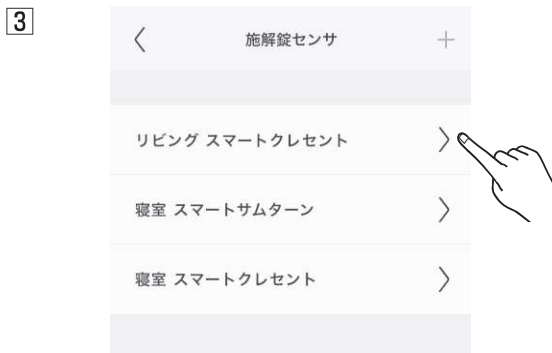 3
施解錠センサ
リビング スマートクレセント
寝室 スマートサムターン
寝室 スマートクレセント